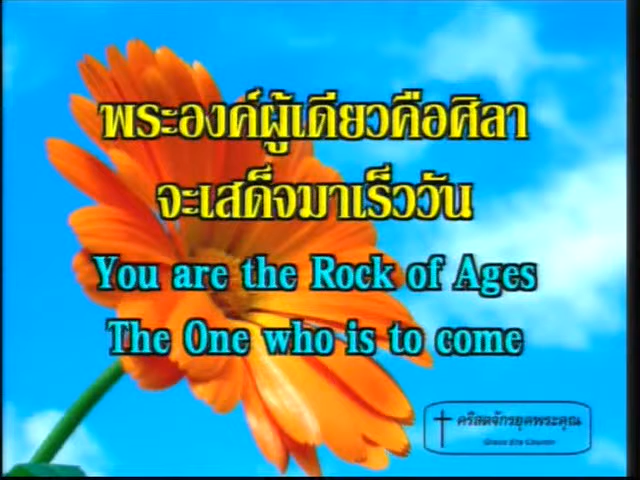 พระองค์ผู้เดียวคือศิลา
จะเสด็จมาเร็ววัน
You are the Rock of Ages
The One who is to come
คริสตจักรยุคพระคุณ